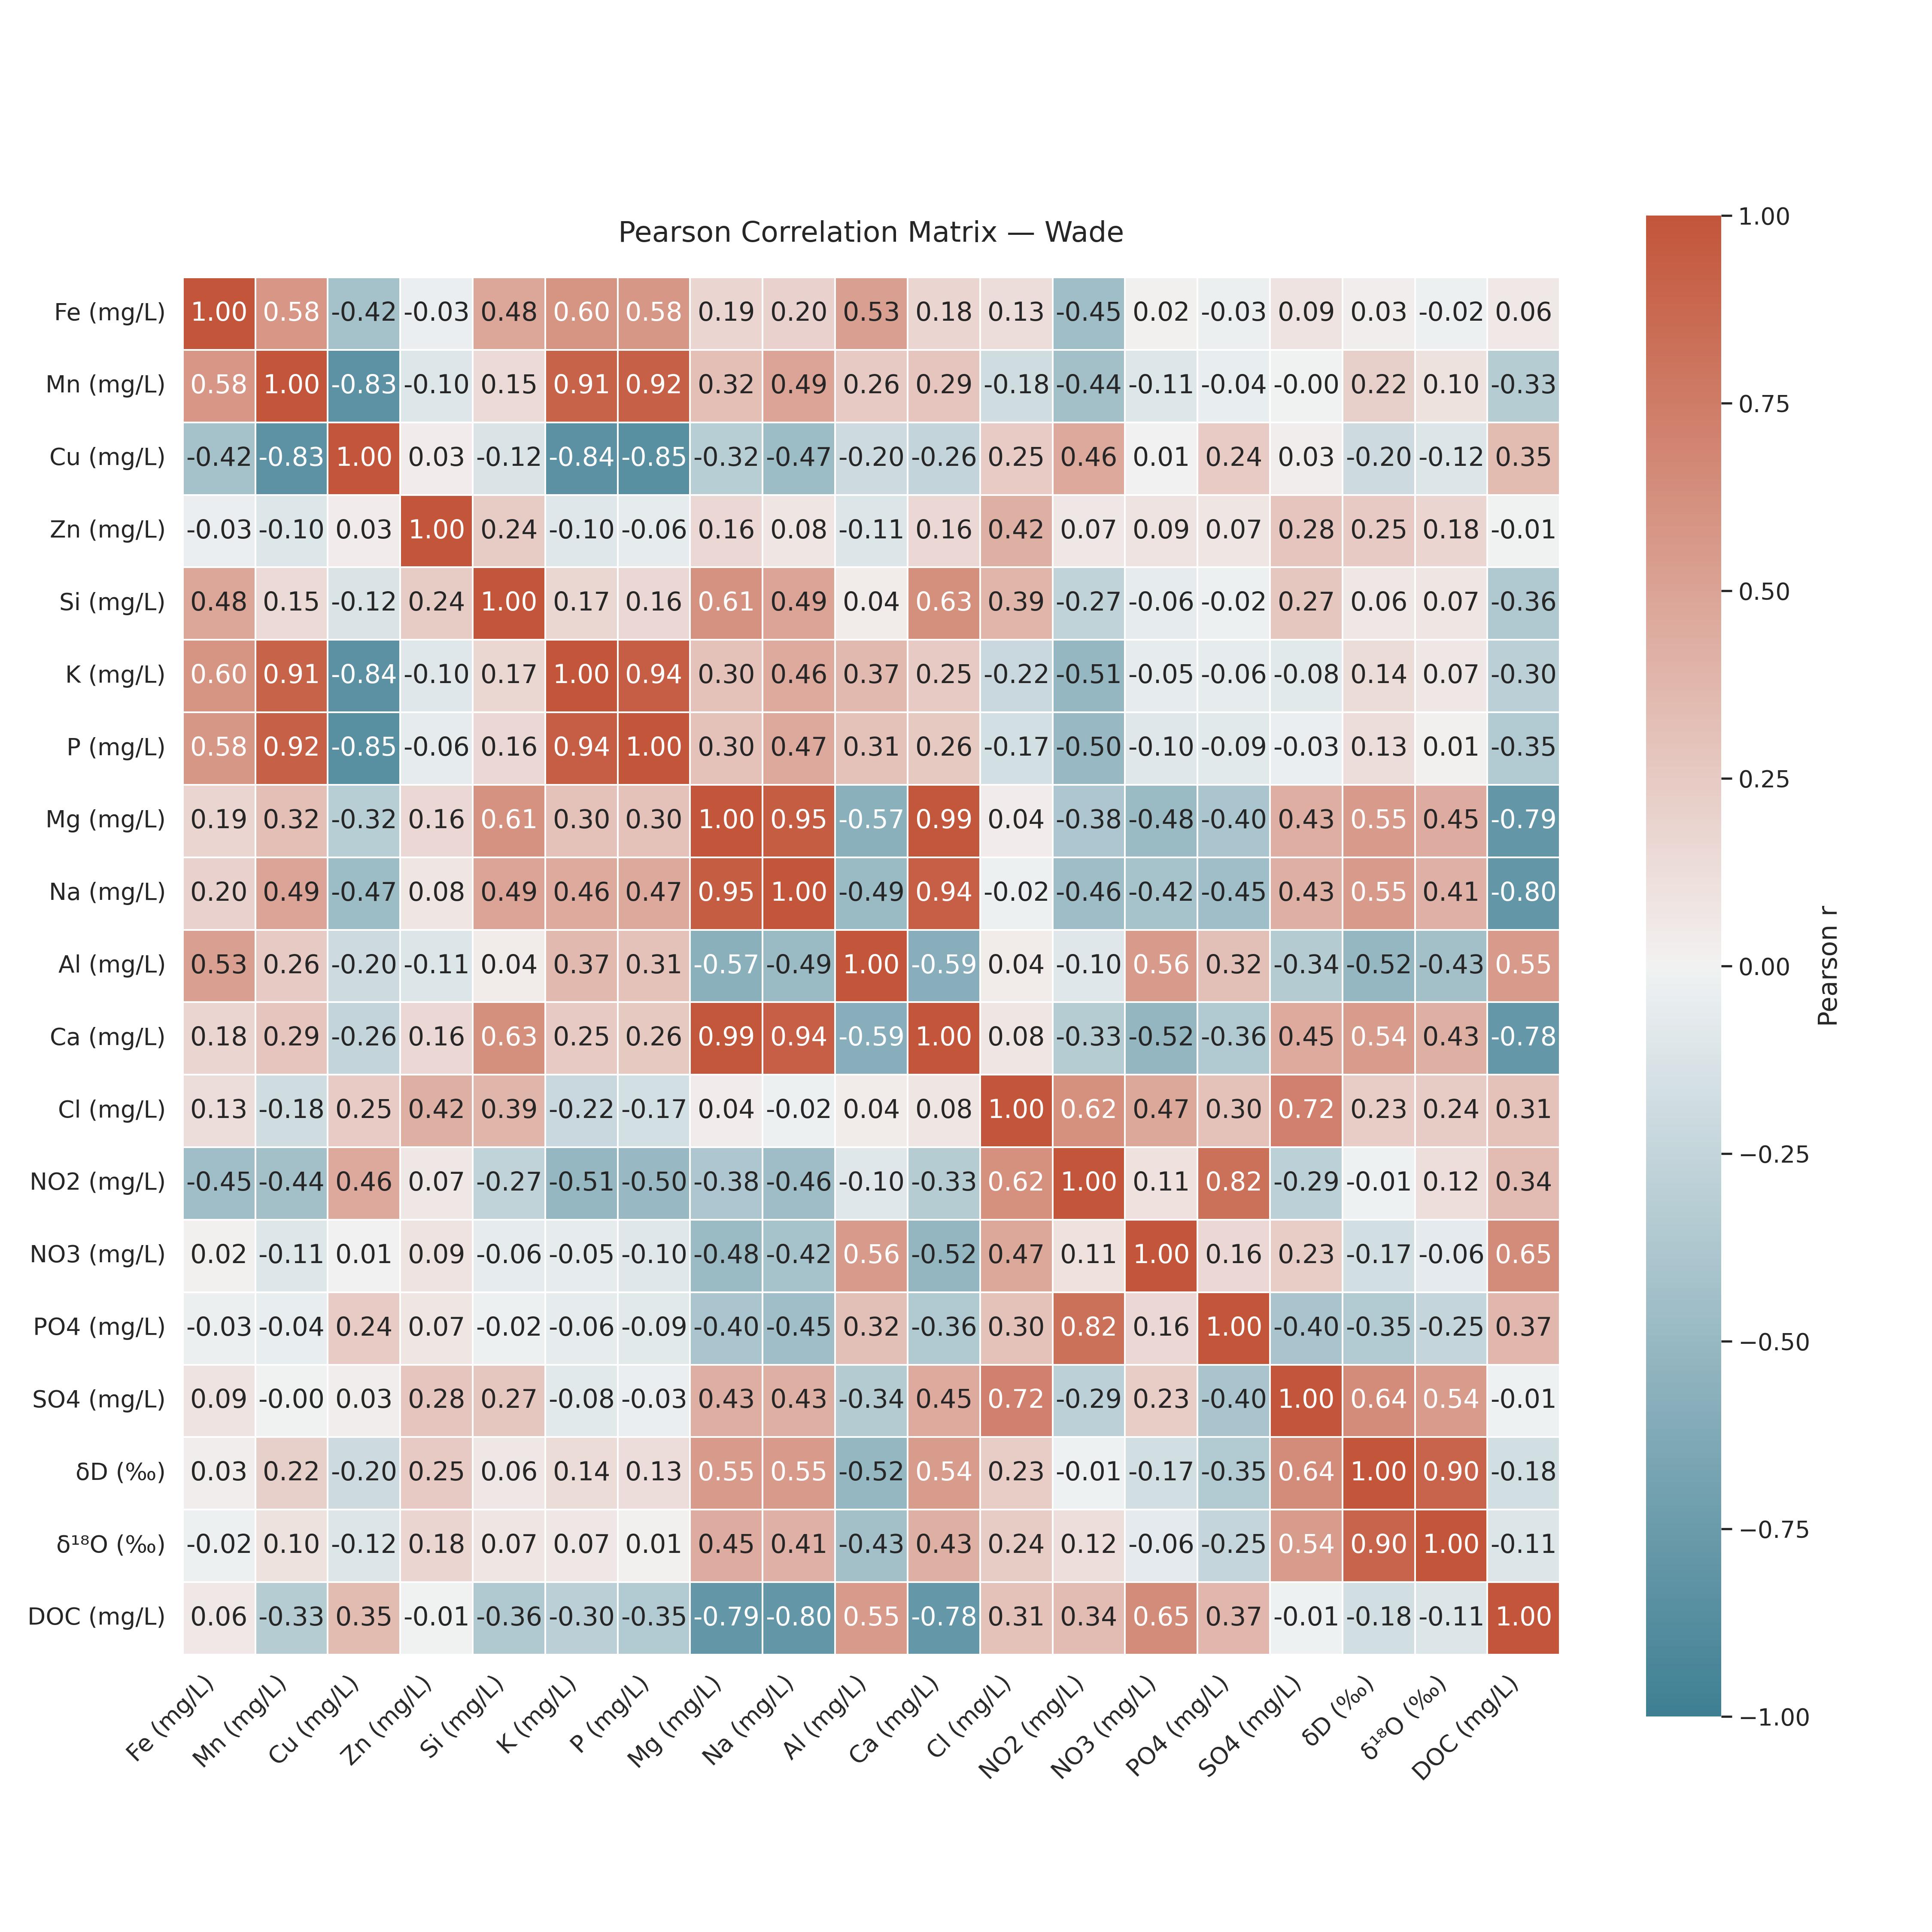 Pearson Correlation Matrix — Wade
Fe (mg/L) 1.00 0.58 -0.42 -0.03 0.48 0.60 0.58 0.19 0.20 0.53 0.18 0.13 -0.45 0.02 -0.03 0.09 0.03 -0.02 0.06
Mn (mg/L) 0.58 1.00 -0.83 -0.10 0.15 0.91 0.92 0.32 0.49 0.26 0.29 -0.18 -0.44 -0.11 -0.04 -0.00 0.22 0.10 -0.33
Cu (mg/L) -0.42 -0.83 1.00 0.03 -0.12 -0.84 -0.85 -0.32 -0.47 -0.20 -0.26 0.25 0.46 0.01 0.24 0.03 -0.20 -0.12 0.35
Zn (mg/L) -0.03 -0.10 0.03 1.00 0.24 -0.10 -0.06 0.16 0.08 -0.11 0.16 0.42 0.07 0.09 0.07 0.28 0.25 0.18 -0.01
Si (mg/L) 0.48 0.15 -0.12 0.24 1.00 0.17 0.16 0.61 0.49 0.04 0.63 0.39 -0.27 -0.06 -0.02 0.27 0.06 0.07 -0.36
K (mg/L) 0.60 0.91 -0.84 -0.10 0.17 1.00 0.94 0.30 0.46 0.37 0.25 -0.22 -0.51 -0.05 -0.06 -0.08 0.14 0.07 -0.30
P (mg/L) 0.58 0.92 -0.85 -0.06 0.16 0.94 1.00 0.30 0.47 0.31 0.26 -0.17 -0.50 -0.10 -0.09 -0.03 0.13 0.01 -0.35
Mg (mg/L) 0.19 0.32 -0.32 0.16 0.61 0.30 0.30 1.00 0.95 -0.57 0.99 0.04 -0.38 -0.48 -0.40 0.43 0.55 0.45 -0.79
Na (mg/L) 0.20 0.49 -0.47 0.08 0.49 0.46 0.47 0.95 1.00 -0.49 0.94 -0.02 -0.46 -0.42 -0.45 0.43 0.55 0.41 -0.80
Al (mg/L) 0.53 0.26 -0.20 -0.11 0.04 0.37 0.31 -0.57 -0.49 1.00 -0.59 0.04 -0.10 0.56 0.32 -0.34 -0.52 -0.43 0.55
Ca (mg/L) 0.18 0.29 -0.26 0.16 0.63 0.25 0.26 0.99 0.94 -0.59 1.00 0.08 -0.33 -0.52 -0.36 0.45 0.54 0.43 -0.78
Cl (mg/L) 0.13 -0.18 0.25 0.42 0.39 -0.22 -0.17 0.04 -0.02 0.04 0.08 1.00 0.62 0.47 0.30 0.72 0.23 0.24 0.31
NO2 (mg/L) -0.45 -0.44 0.46 0.07 -0.27 -0.51 -0.50 -0.38 -0.46 -0.10 -0.33 0.62 1.00 0.11 0.82 -0.29 -0.01 0.12 0.34
NO3 (mg/L) 0.02 -0.11 0.01 0.09 -0.06 -0.05 -0.10 -0.48 -0.42 0.56 -0.52 0.47 0.11 1.00 0.16 0.23 -0.17 -0.06 0.65
PO4 (mg/L) -0.03 -0.04 0.24 0.07 -0.02 -0.06 -0.09 -0.40 -0.45 0.32 -0.36 0.30 0.82 0.16 1.00 -0.40 -0.35 -0.25 0.37
SO4 (mg/L) 0.09 -0.00 0.03 0.28 0.27 -0.08 -0.03 0.43 0.43 -0.34 0.45 0.72 -0.29 0.23 -0.40 1.00 0.64 0.54 -0.01
δD (‰) 0.03 0.22 -0.20 0.25 0.06 0.14 0.13 0.55 0.55 -0.52 0.54 0.23 -0.01 -0.17 -0.35 0.64 1.00 0.90 -0.18
δ¹⁸O (‰) -0.02 0.10 -0.12 0.18 0.07 0.07 0.01 0.45 0.41 -0.43 0.43 0.24 0.12 -0.06 -0.25 0.54 0.90 1.00 -0.11
DOC (mg/L) 0.06 -0.33 0.35 -0.01 -0.36 -0.30 -0.35 -0.79 -0.80 0.55 -0.78 0.31 0.34 0.65 0.37 -0.01 -0.18 -0.11 1.00
Fe (mg/L) Mn (mg/L) Cu (mg/L) Zn (mg/L) Si (mg/L) K (mg/L) P (mg/L) Mg (mg/L) Na (mg/L) Al (mg/L) Ca (mg/L) Cl (mg/L) NO2 (mg/L) NO3 (mg/L) PO4 (mg/L) SO4 (mg/L) δD (‰) δ¹⁸O (‰) DOC (mg/L)
1.00
0.75
0.50
0.25
0.00
−0.25
−0.50
−0.75
−1.00
Pearson r